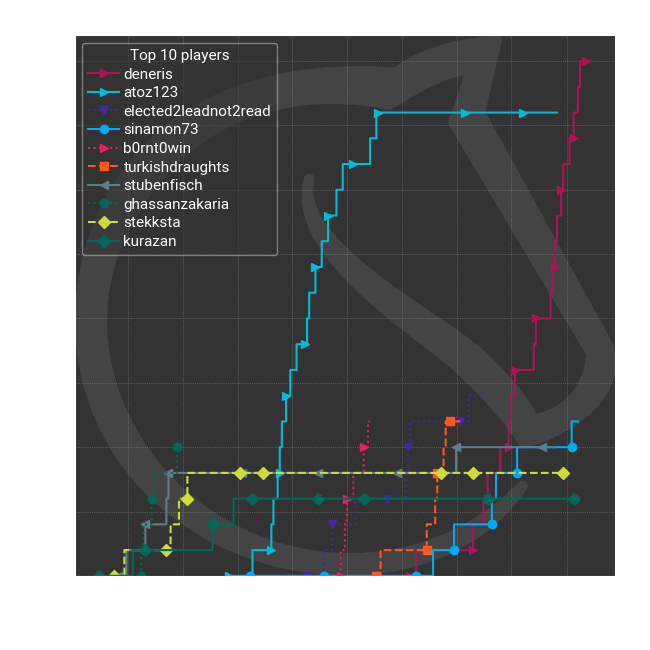 Top 10 players
deneris
atoz123
elected2leadnot2read
sinamon73
b0rnt0win
turkishdraughts
stubenfisch
ghassanzakaria
stekksta
kurazan